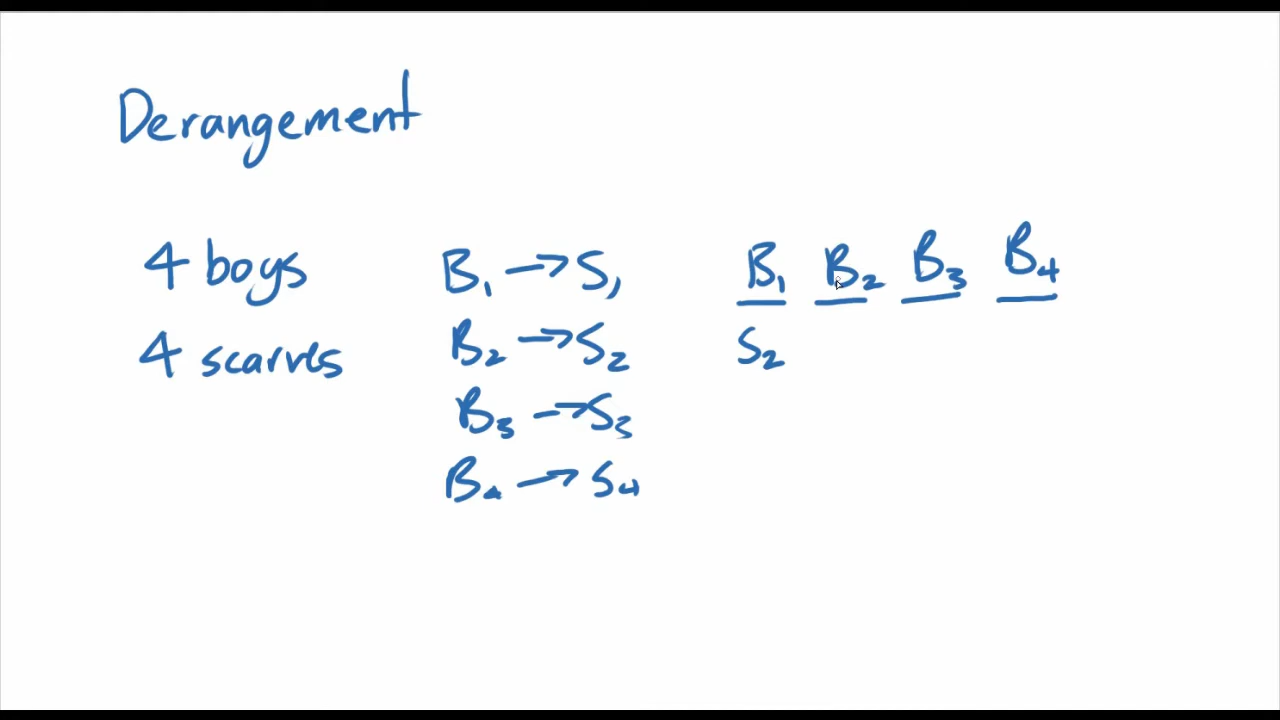 Derangement
4 boys B₁ → S₁ B₁ B₂ B₃ B₄
4 scarves B₂ → S₂ S₂
B₃ → S₃
B₄ → S₄